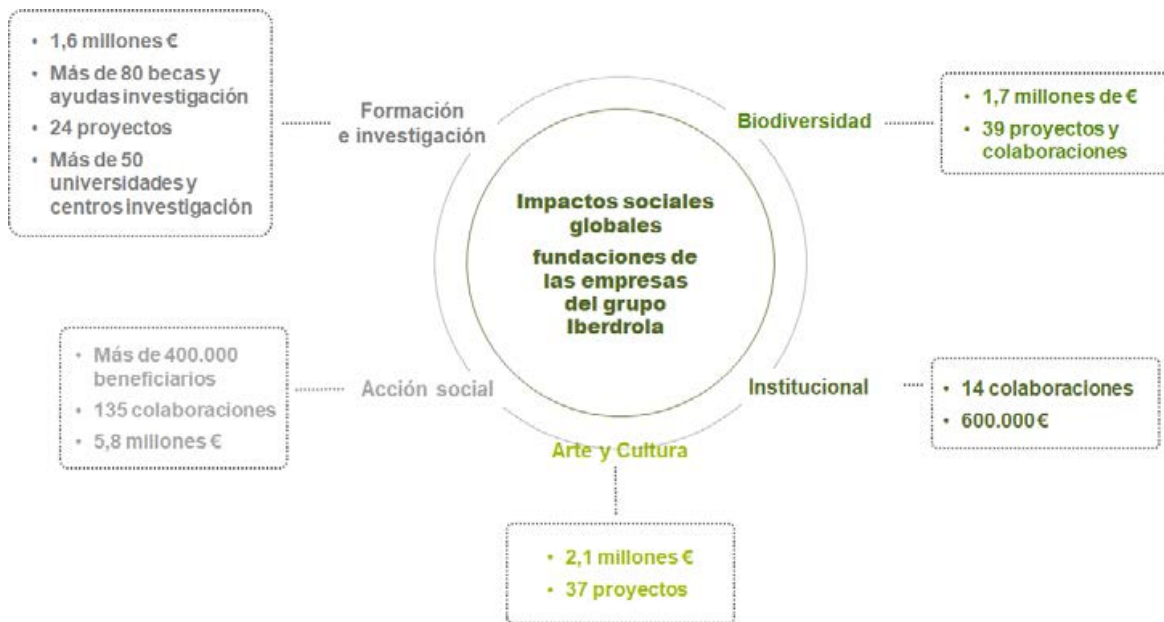 • 1,6 millones €
• Más de 80 becas y
ayudas investigación
• 24 proyectos
• Más de 50
universidades y
centros investigación
Formación
e investigación
Biodiversidad
• 1,7 millones de €
• 39 proyectos y
colaboraciones
Impactos sociales
globales
fundaciones de
las empresas
del grupo
Iberdrola
• Más de 400.000
beneficiarios
• 135 colaboraciones
• 5,8 millones €
Acción social
Institucional
• 14 colaboraciones
• 600.000 €
Arte y Cultura
• 2,1 millones €
• 37 proyectos